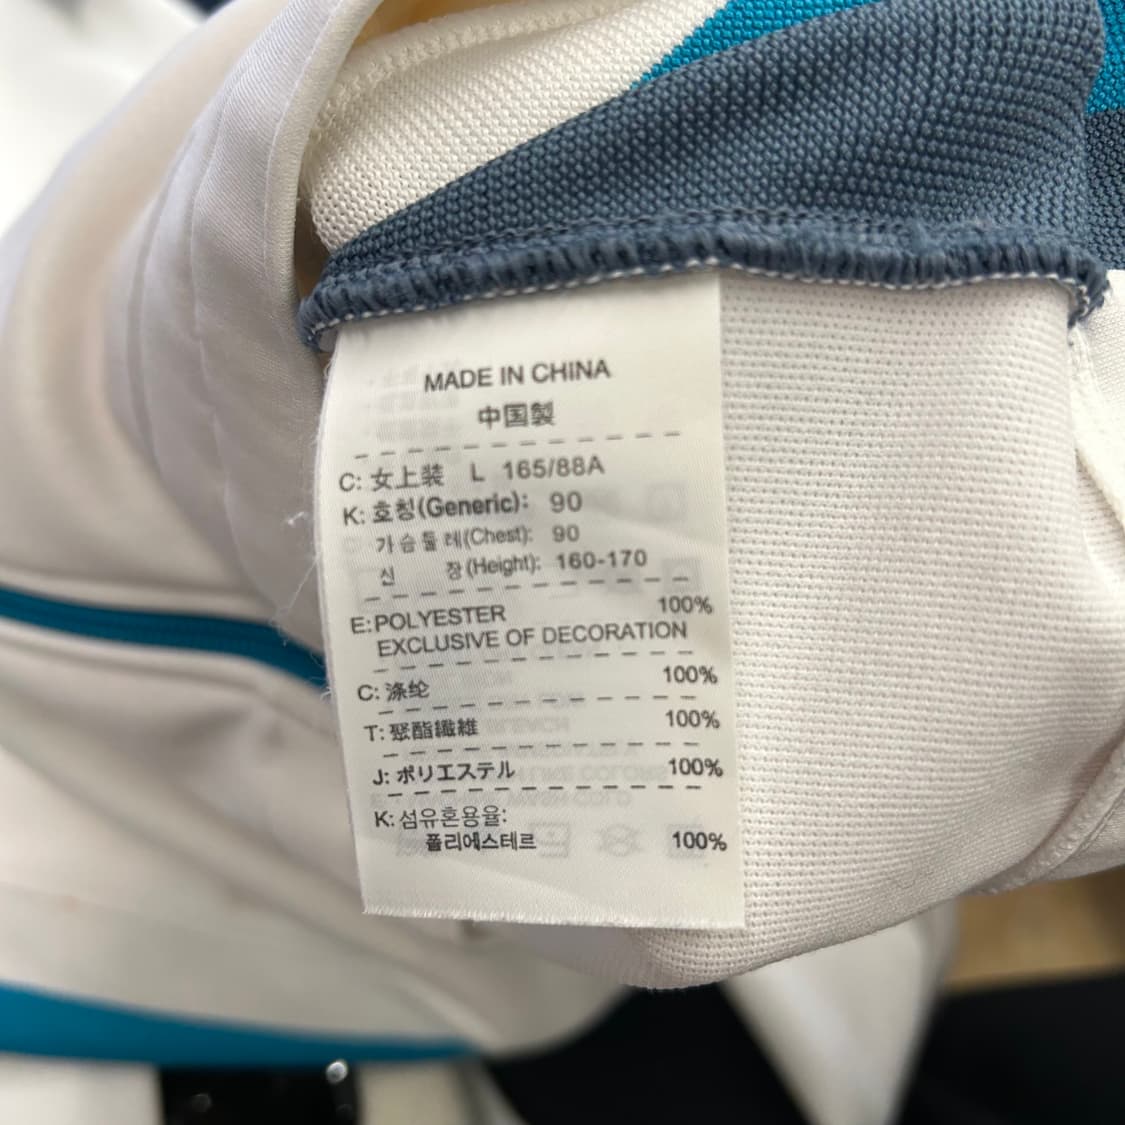 MADE IN CHINA
中国製
C: 女上装 L 165/88A
K: 호칭(Generic): 90
가슴둘레(Chest): 90
신 장(Height): 160-170
E:POLYESTER 100%
EXCLUSIVE OF DECORATION
C: 涤纶 100%
T: 聚酯纖維 100%
J: ポリエステル 100%
K: 섬유혼용율:
폴리에스테르 100%